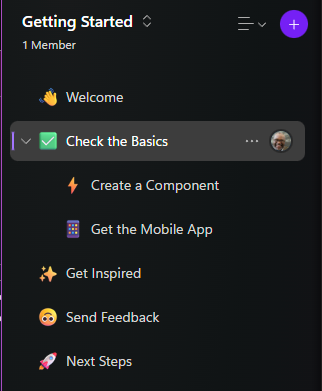 Getting Started
1 Member
Welcome
Check the Basics
Create a Component
Get the Mobile App
Get Inspired
Send Feedback
Next Steps